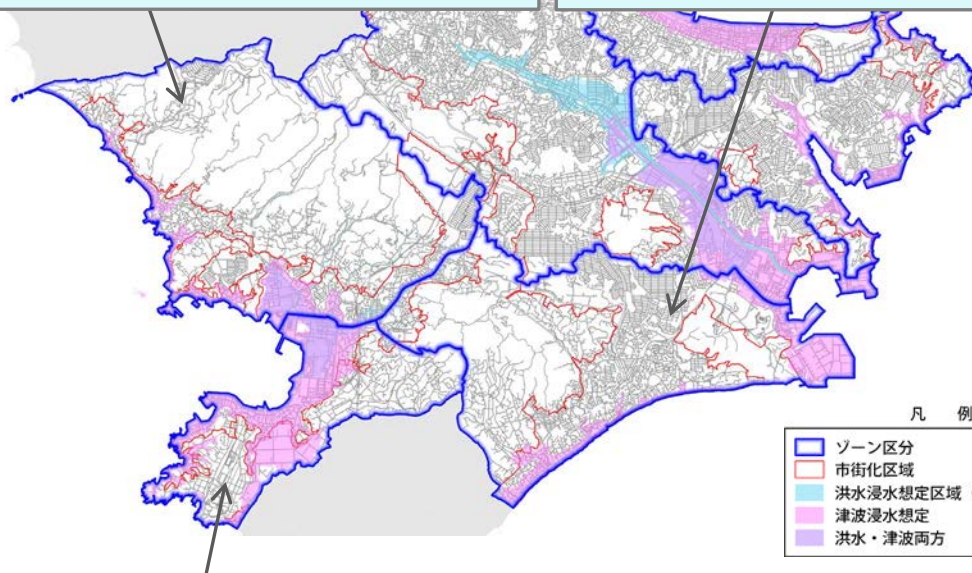 凡 例
ゾーン区分
市街化区域
洪水浸水想定区域
津波浸水想定
洪水・津波両方